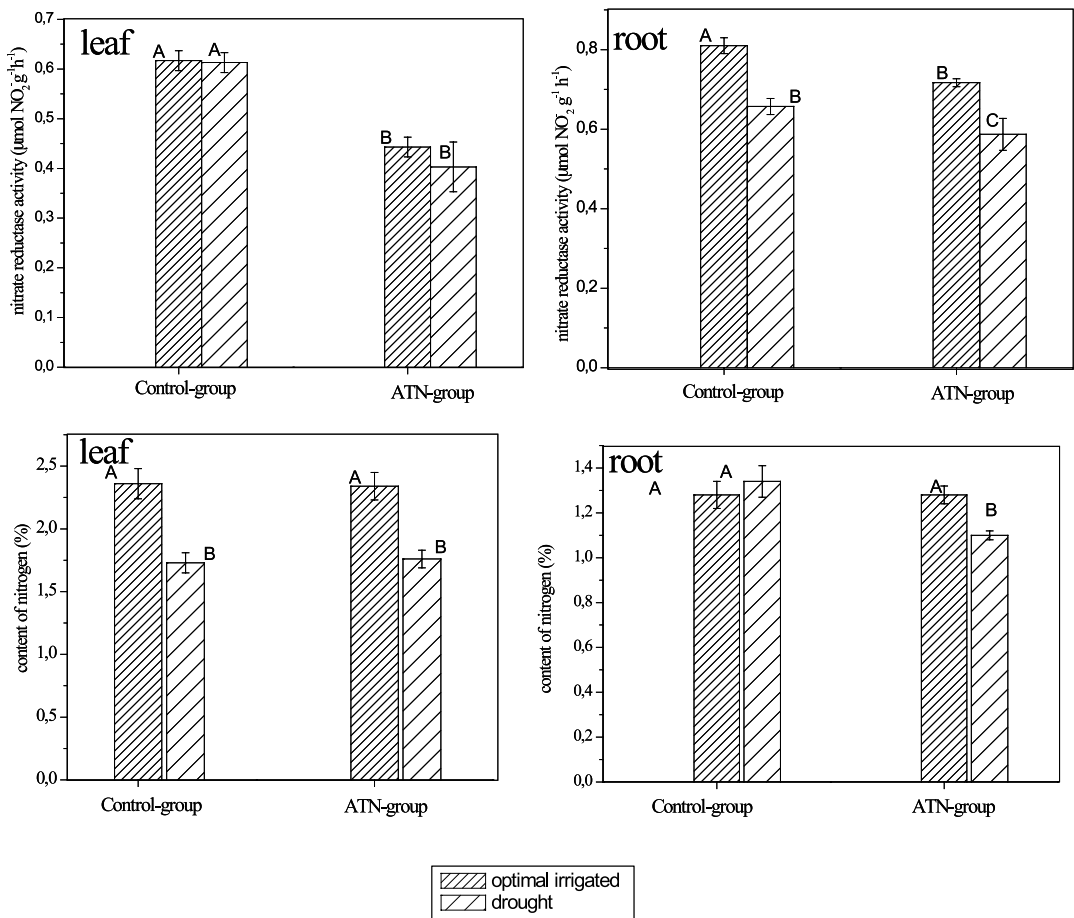 leaf
nitrate reductase activity (µmol NO₂⁻g⁻¹h⁻¹)
0,7
0,6
0,5
0,4
0,3
0,2
0,1
0,0
A
A
B
B
Control-group
ATN-group
root
nitrate reductase activity (µmol NO₂⁻ g⁻¹ h⁻¹)
0,8
0,6
0,4
0,2
0,0
A
B
B
C
Control-group
ATN-group
leaf
content of nitrogen (%)
2,5
2,0
1,5
1,0
0,5
0,0
A
B
A
B
Control-group
ATN-group
root
content of nitrogen (%)
1,4
1,2
1,0
0,8
0,6
0,4
0,2
0,0
A
A
A
B
Control-group
ATN-group
optimal irrigated
drought